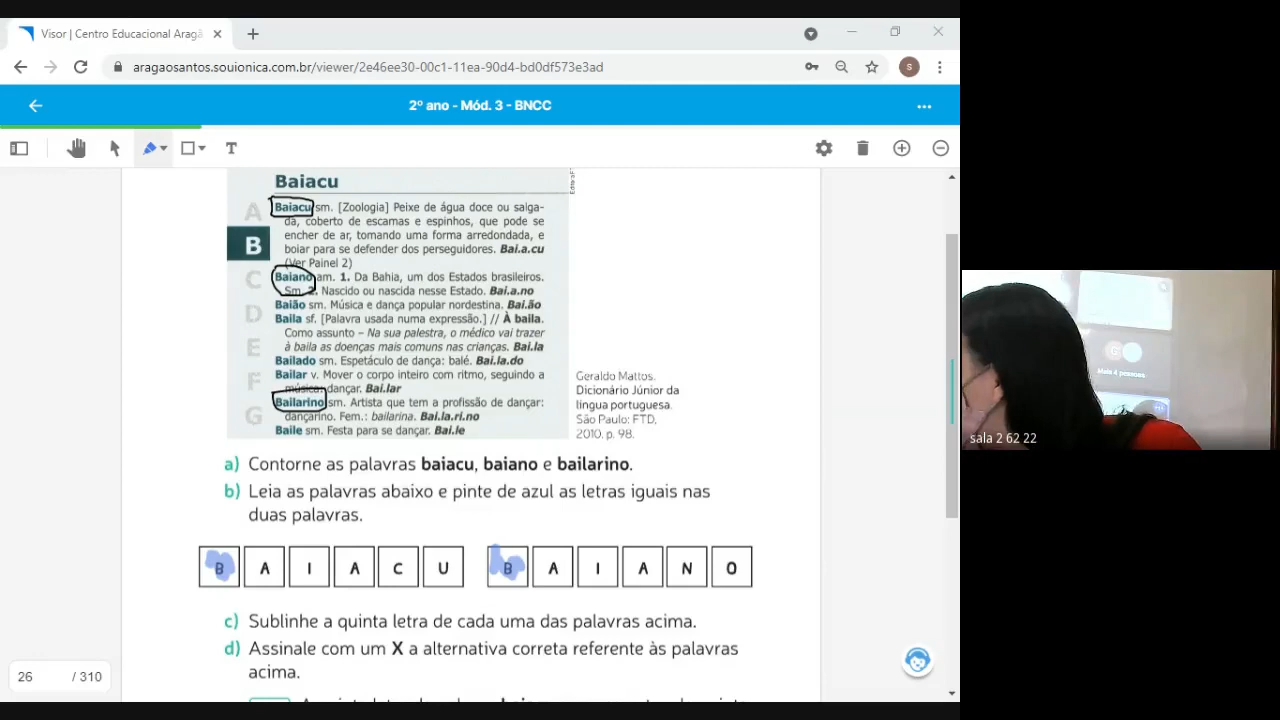 Visor | Centro Educacional Aragã
aragaosantos.souionica.com.br/viewer/2e46ee30-00c1-11ea-90d4-bd0df573e3ad
s
2º ano - Mód. 3 - BNCC
T
Baiacu
A
B
C
D
E
F
G
Baiacu sm. [Zoologia] Peixe de água doce ou salga-
da, coberto de escamas e espinhos, que pode se
encher de ar, tomando uma forma arredondada, e
boiar para se defender dos perseguidores. Bai.a.cu
(Ver Painel 2)
Baiano am. 1. Da Bahia, um dos Estados brasileiros.
Sm. 2. Nascido ou nascida nesse Estado. Bai.a.no
Baião sm. Música e dança popular nordestina. Bai.ão
Baila sf. [Palavra usada numa expressão.] // À baila.
Como assunto – Na sua palestra, o médico vai trazer
à baila as doenças mais comuns nas crianças. Bai.la
Bailado sm. Espetáculo de dança: balé. Bai.la.do
Bailar v. Mover o corpo inteiro com ritmo, seguindo a
música: dançar. Bai.lar
Bailarino sm. Artista que tem a profissão de dançar:
dançarino. Fem.: bailarina. Bai.la.ri.no
Baile sm. Festa para se dançar. Bai.le
Geraldo Mattos.
Dicionário Júnior da
língua portuguesa.
São Paulo: FTD,
2010. p. 98.
a) Contorne as palavras baiacu, baiano e bailarino.
b) Leia as palavras abaixo e pinte de azul as letras iguais nas
duas palavras.
B A I A C U B A I A N O
c) Sublinhe a quinta letra de cada uma das palavras acima.
d) Assinale com um X a alternativa correta referente às palavras
acima.
26 / 310
Mais 4 pessoas
sala 2 62 22